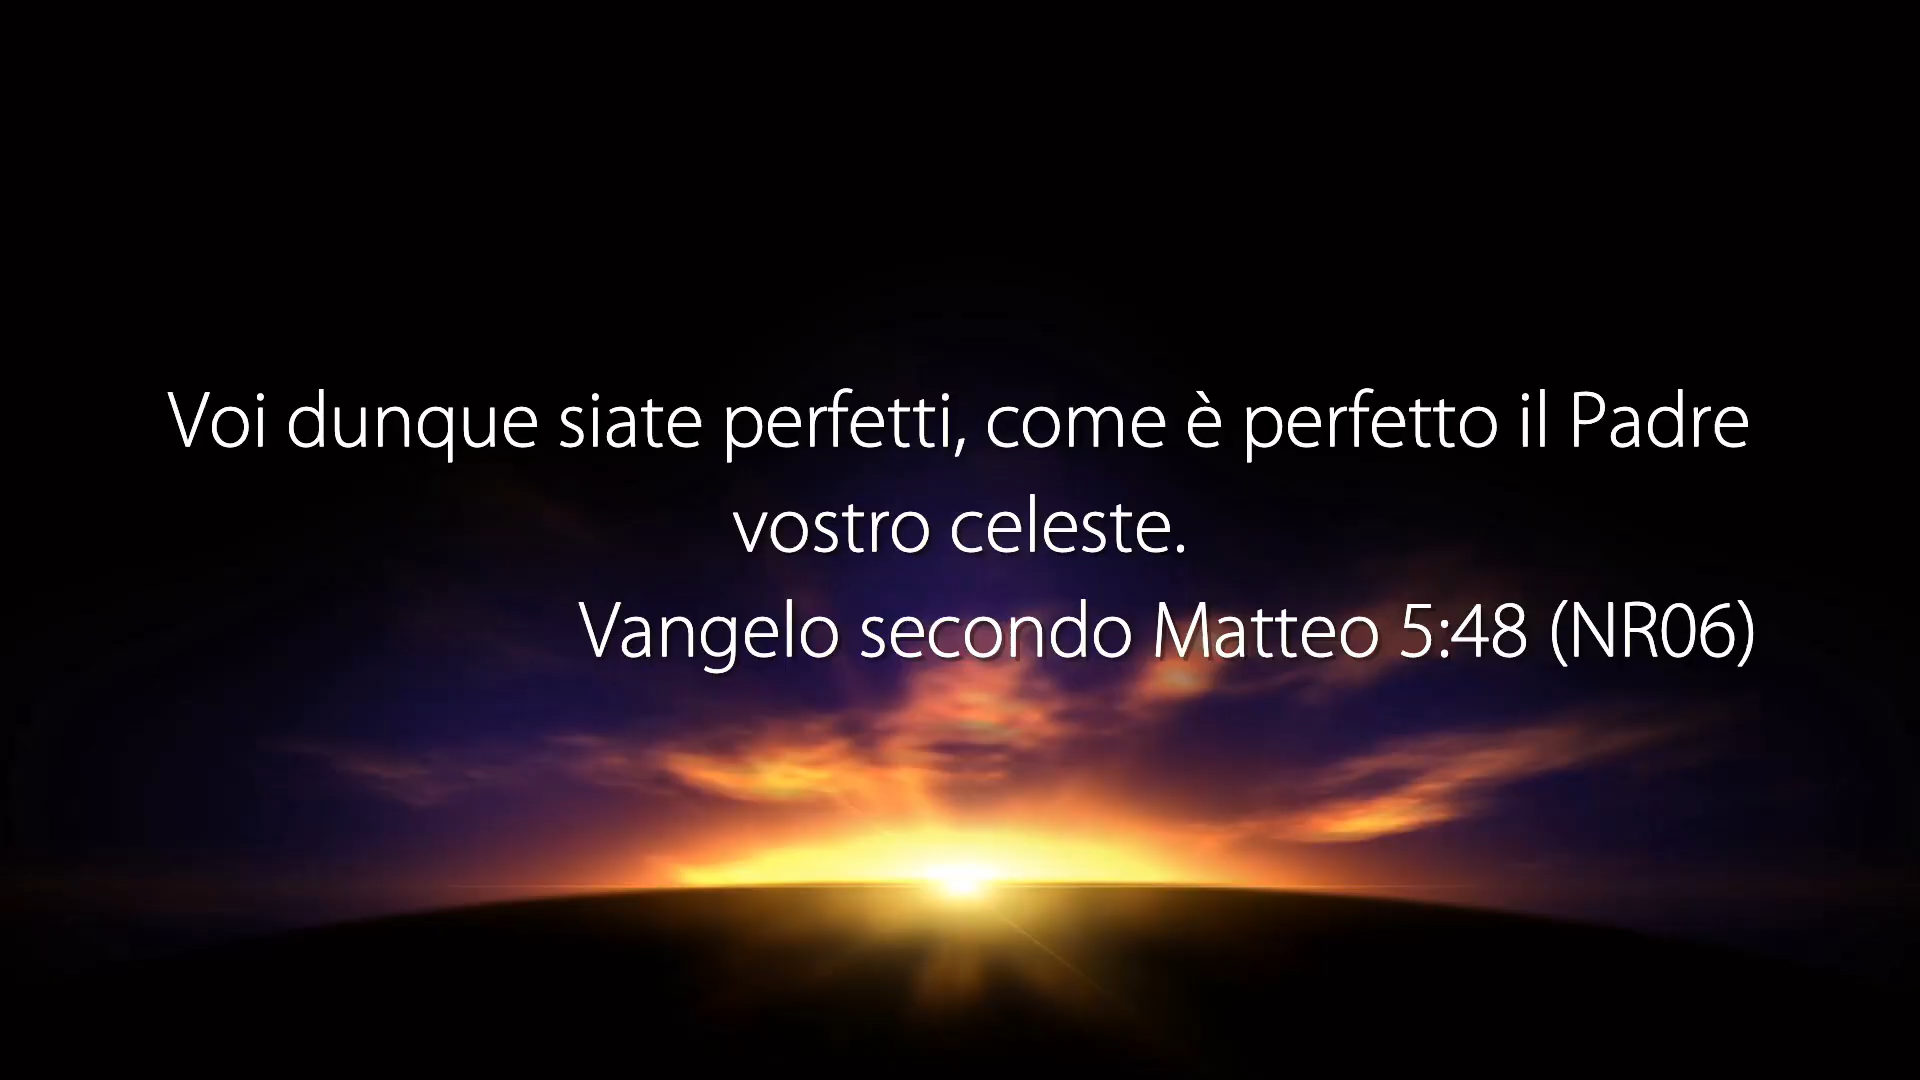 Voi dunque siate perfetti, come è perfetto il Padre
vostro celeste.
Vangelo secondo Matteo 5:48 (NR06)